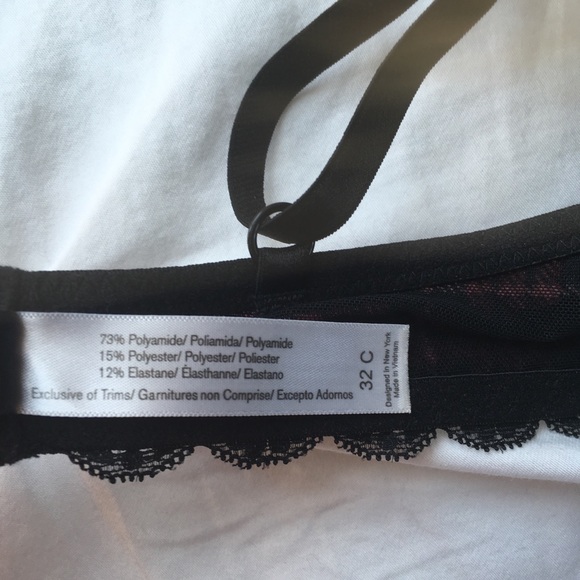 73% Polyamide/ Poliamida/ Polyamide
15% Polyester/ Polyester/ Poliester
12% Elastane/ Élasthanne/ Elastano
Exclusive of Trims/ Garnitures non Comprise/ Excepto Adornos
32 C
Designed in New York
Made in Vietnam